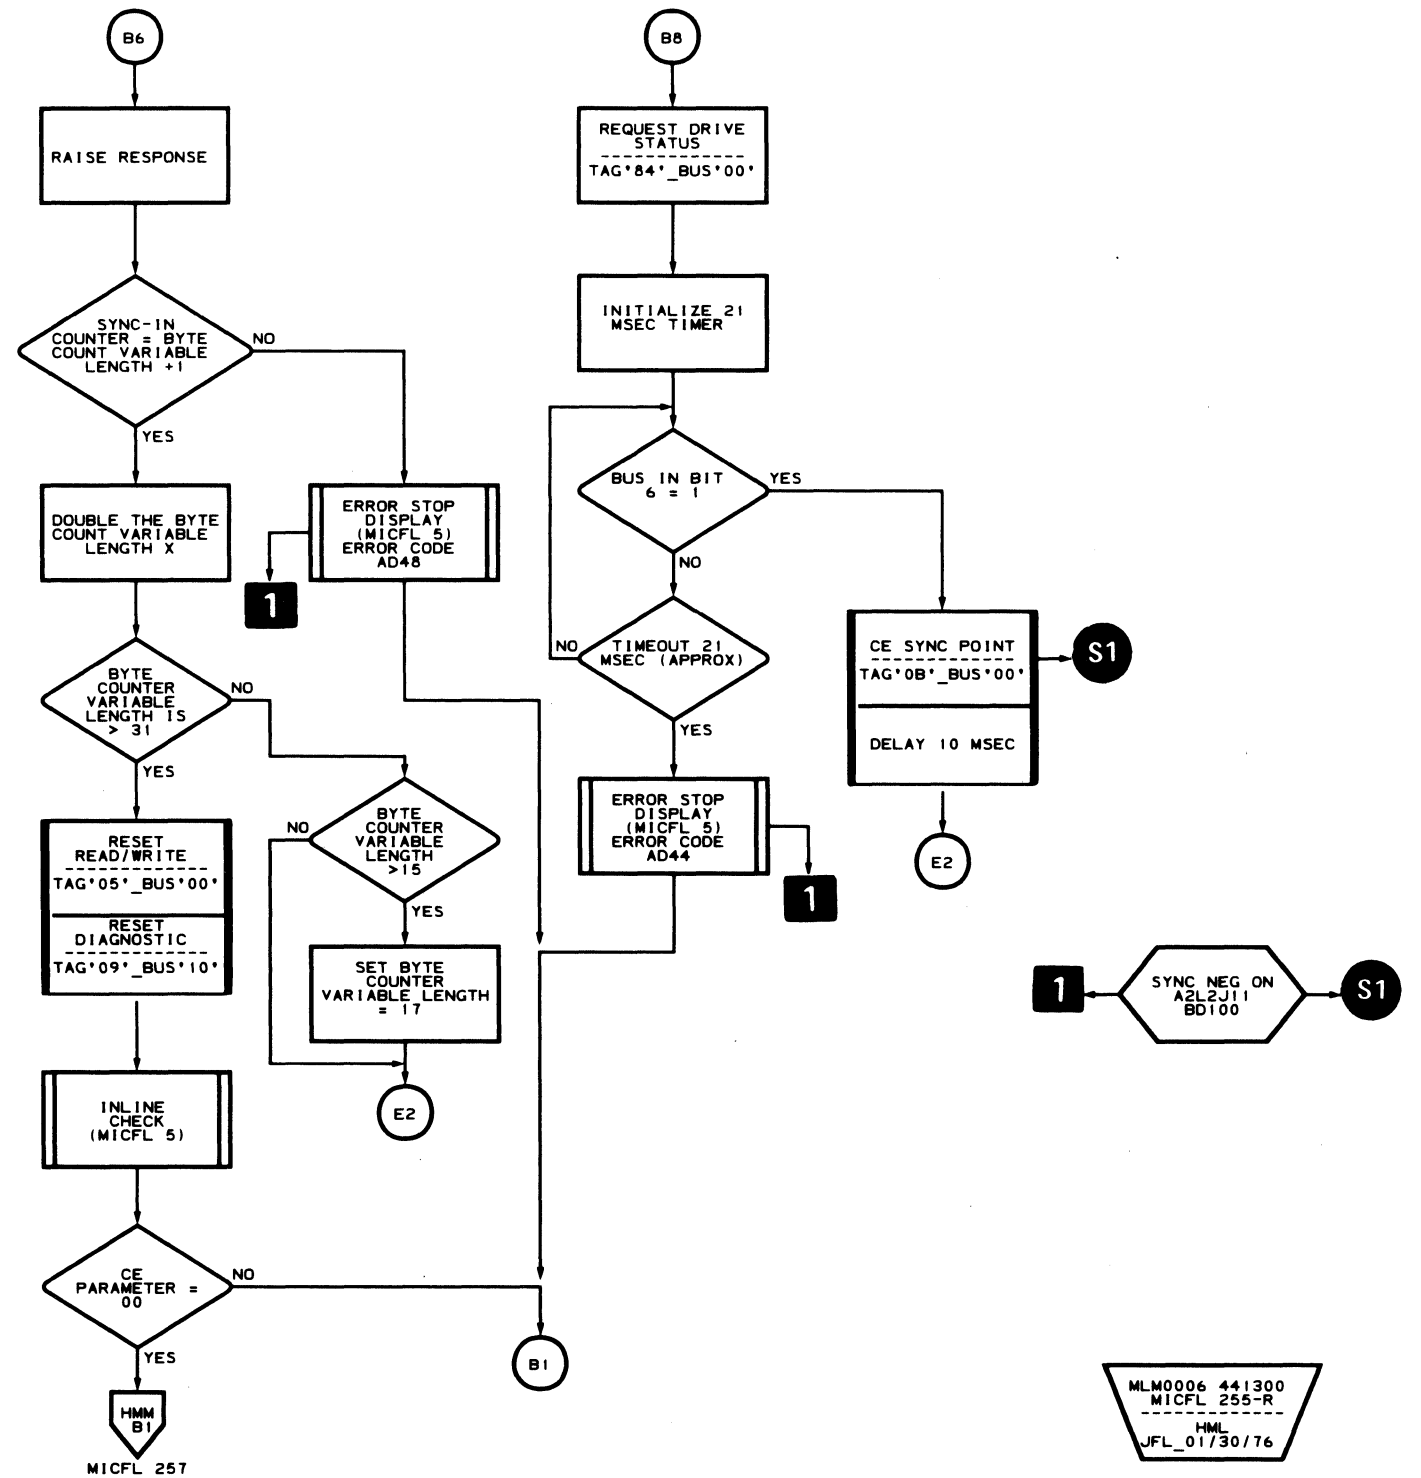 B6
RAISE RESPONSE
SYNC-IN
COUNTER = BYTE
COUNT VARIABLE
LENGTH +1
NO
YES
DOUBLE THE BYTE
COUNT VARIABLE
LENGTH X
ERROR STOP
DISPLAY
(MICFL 5)
ERROR CODE
AD48
1
BYTE
COUNTER
VARIABLE
LENGTH IS
> 31
NO
YES
RESET
READ/WRITE
TAG'05'_BUS'00'
RESET
DIAGNOSTIC
TAG'09'_BUS'10'
BYTE
COUNTER
VARIABLE
LENGTH
>15
NO
YES
SET BYTE
COUNTER
VARIABLE LENGTH
= 17
E2
INLINE
CHECK
(MICFL 5)
CE
PARAMETER =
00
NO
YES
HMM
B1
MICFL 257
B1
B8
REQUEST DRIVE
STATUS
TAG'84'_BUS'00'
INITIALIZE 21
MSEC TIMER
BUS IN BIT
6 = 1
YES
NO
TIMEOUT 21
MSEC (APPROX)
NO
YES
ERROR STOP
DISPLAY
(MICFL 5)
ERROR CODE
AD44
1
CE SYNC POINT
TAG'0B'_BUS'00'
DELAY 10 MSEC
S1
E2
1
SYNC NEG ON
A2L2J11
BD100
S1
MLM0006 441300
MICFL 255-R
HML
JFL_01/30/76